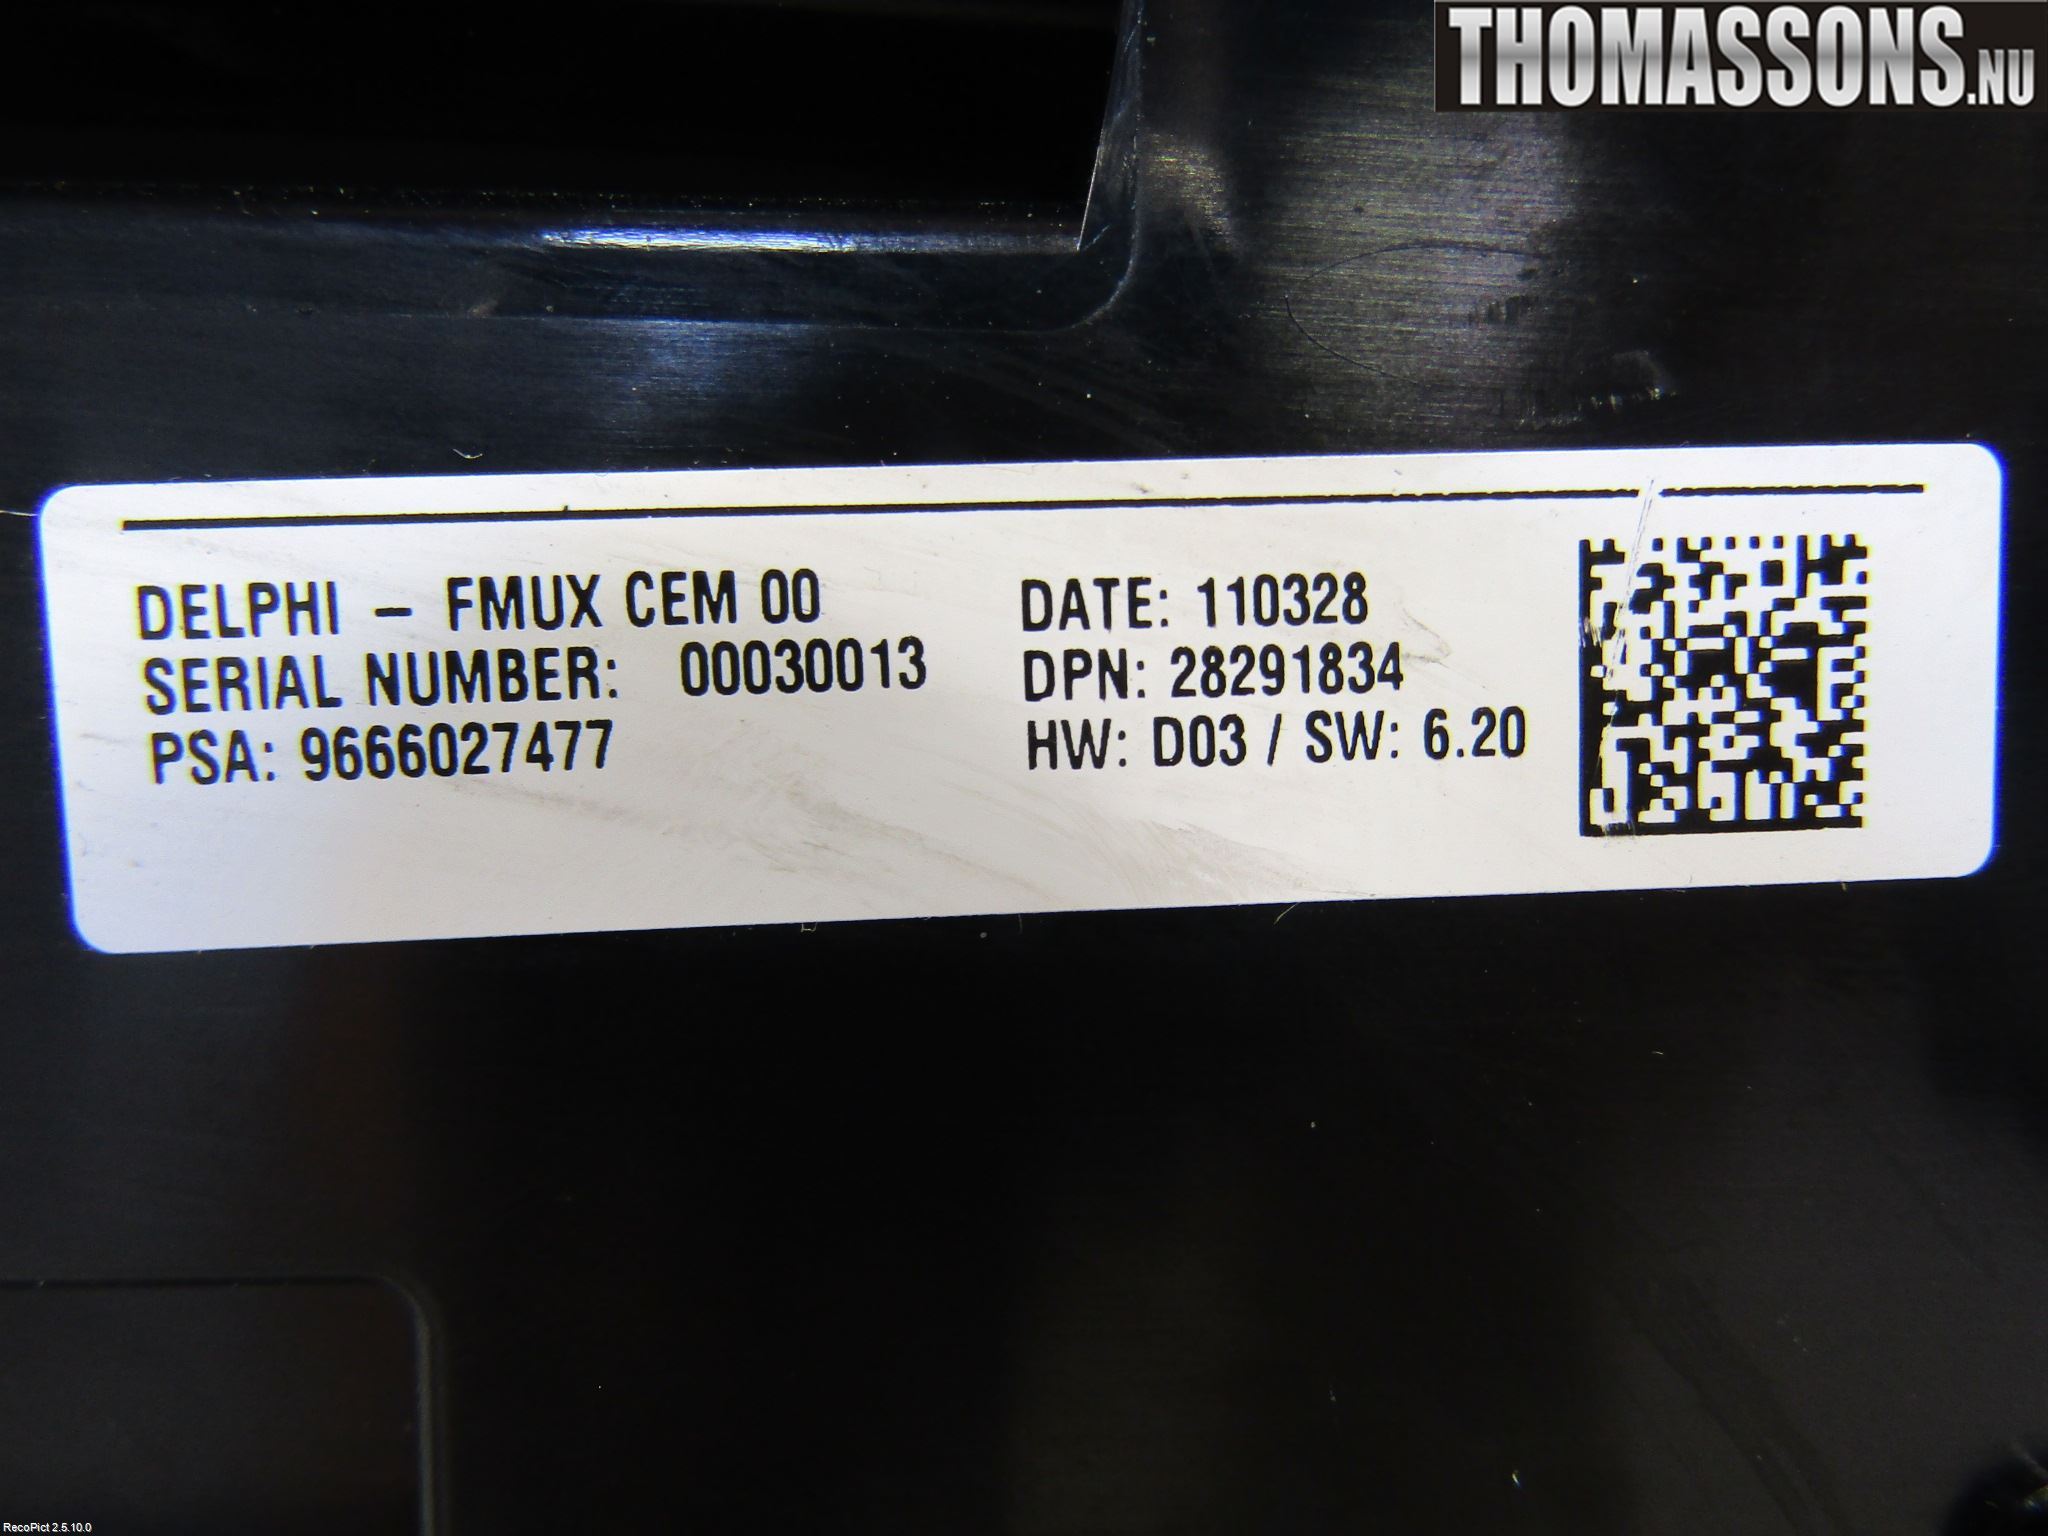 THOMASSONS.NU
DELPHI - FMUX CEM 00
SERIAL NUMBER: 00030013
PSA: 9666027477
DATE: 110328
DPN: 28291834
HW: D03 / SW: 6.20
RecoPict 2.5.10.0